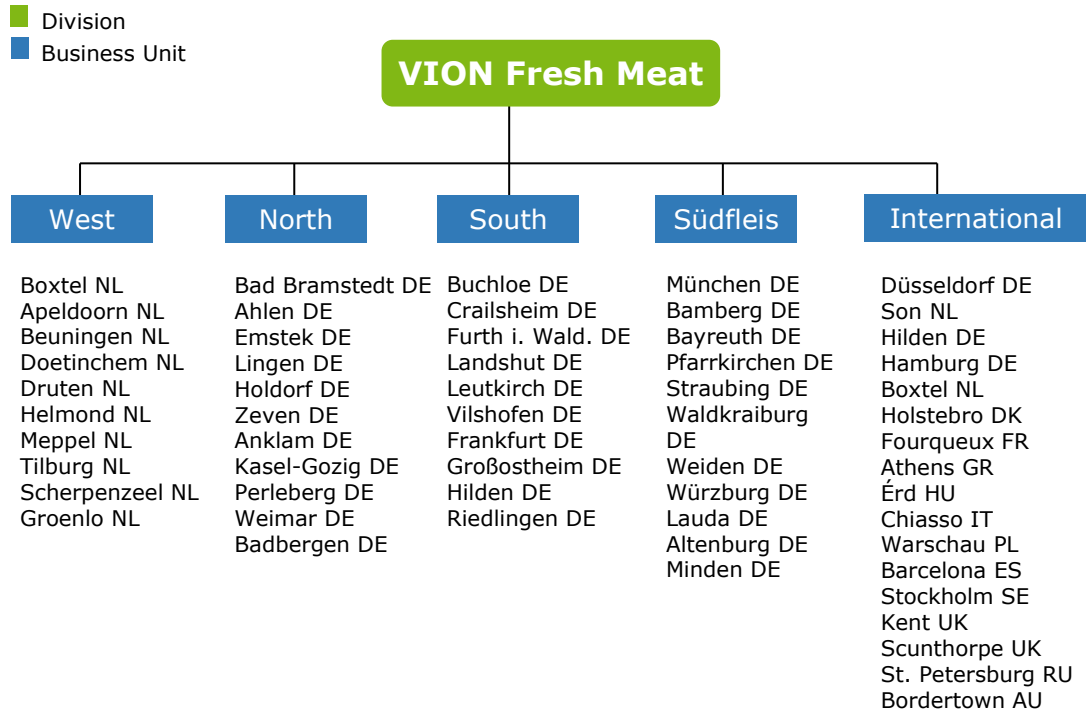 Division
Business Unit
VION Fresh Meat
West
Boxtel NL
Apeldoorn NL
Beuningen NL
Doetinchem NL
Druten NL
Helmond NL
Meppel NL
Tilburg NL
Scherpenzeel NL
Groenlo NL
North
Bad Bramstedt DE
Ahlen DE
Emstek DE
Lingen DE
Holdorf DE
Zeven DE
Anklam DE
Kasel-Gozig DE
Perleberg DE
Weimar DE
Badbergen DE
South
Buchloe DE
Crailsheim DE
Furth i. Wald. DE
Landshut DE
Leutkirch DE
Vilshofen DE
Frankfurt DE
Großostheim DE
Hilden DE
Riedlingen DE
Südfleis
München DE
Bamberg DE
Bayreuth DE
Pfarrkirchen DE
Straubing DE
Waldkraiburg
DE
Weiden DE
Würzburg DE
Lauda DE
Altenburg DE
Minden DE
International
Düsseldorf DE
Son NL
Hilden DE
Hamburg DE
Boxtel NL
Holstebro DK
Fourqueux FR
Athens GR
Érd HU
Chiasso IT
Warschau PL
Barcelona ES
Stockholm SE
Kent UK
Scunthorpe UK
St. Petersburg RU
Bordertown AU